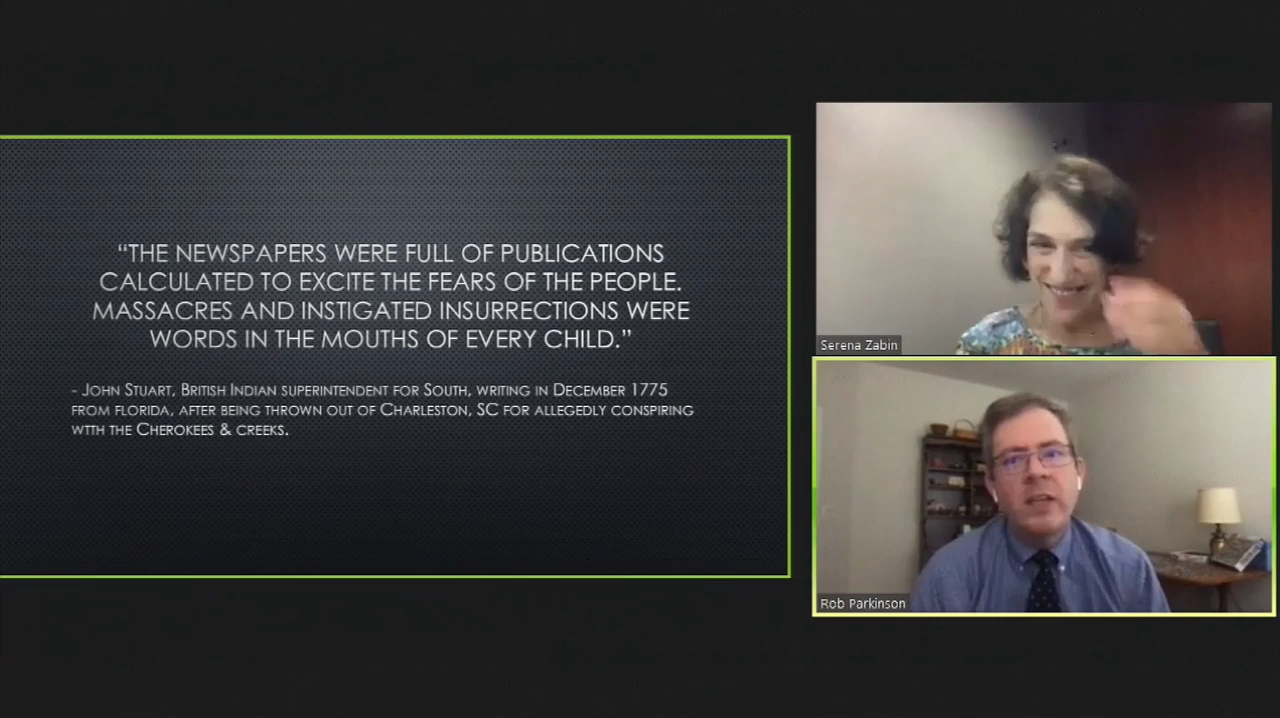 “THE NEWSPAPERS WERE FULL OF PUBLICATIONS
CALCULATED TO EXCITE THE FEARS OF THE PEOPLE.
MASSACRES AND INSTIGATED INSURRECTIONS WERE
WORDS IN THE MOUTHS OF EVERY CHILD.”
- JOHN STUART, BRITISH INDIAN SUPERINTENDENT FOR SOUTH, WRITING IN DECEMBER 1775
FROM FLORIDA, AFTER BEING THROWN OUT OF CHARLESTON, SC FOR ALLEGEDLY CONSPIRING
WTTH THE CHEROKEES & CREEKS.
Serena Zabin
Rob Parkinson